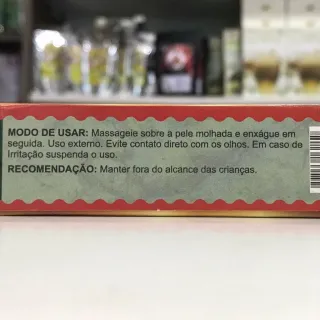 MODO DE USAR: Massageie sobre a pele molhada e enxágue em
seguida. Uso externo. Evite contato direto com os olhos. Em caso de
Irritação suspenda o uso.
RECOMENDAÇÃO: Manter fora do alcance das crianças.